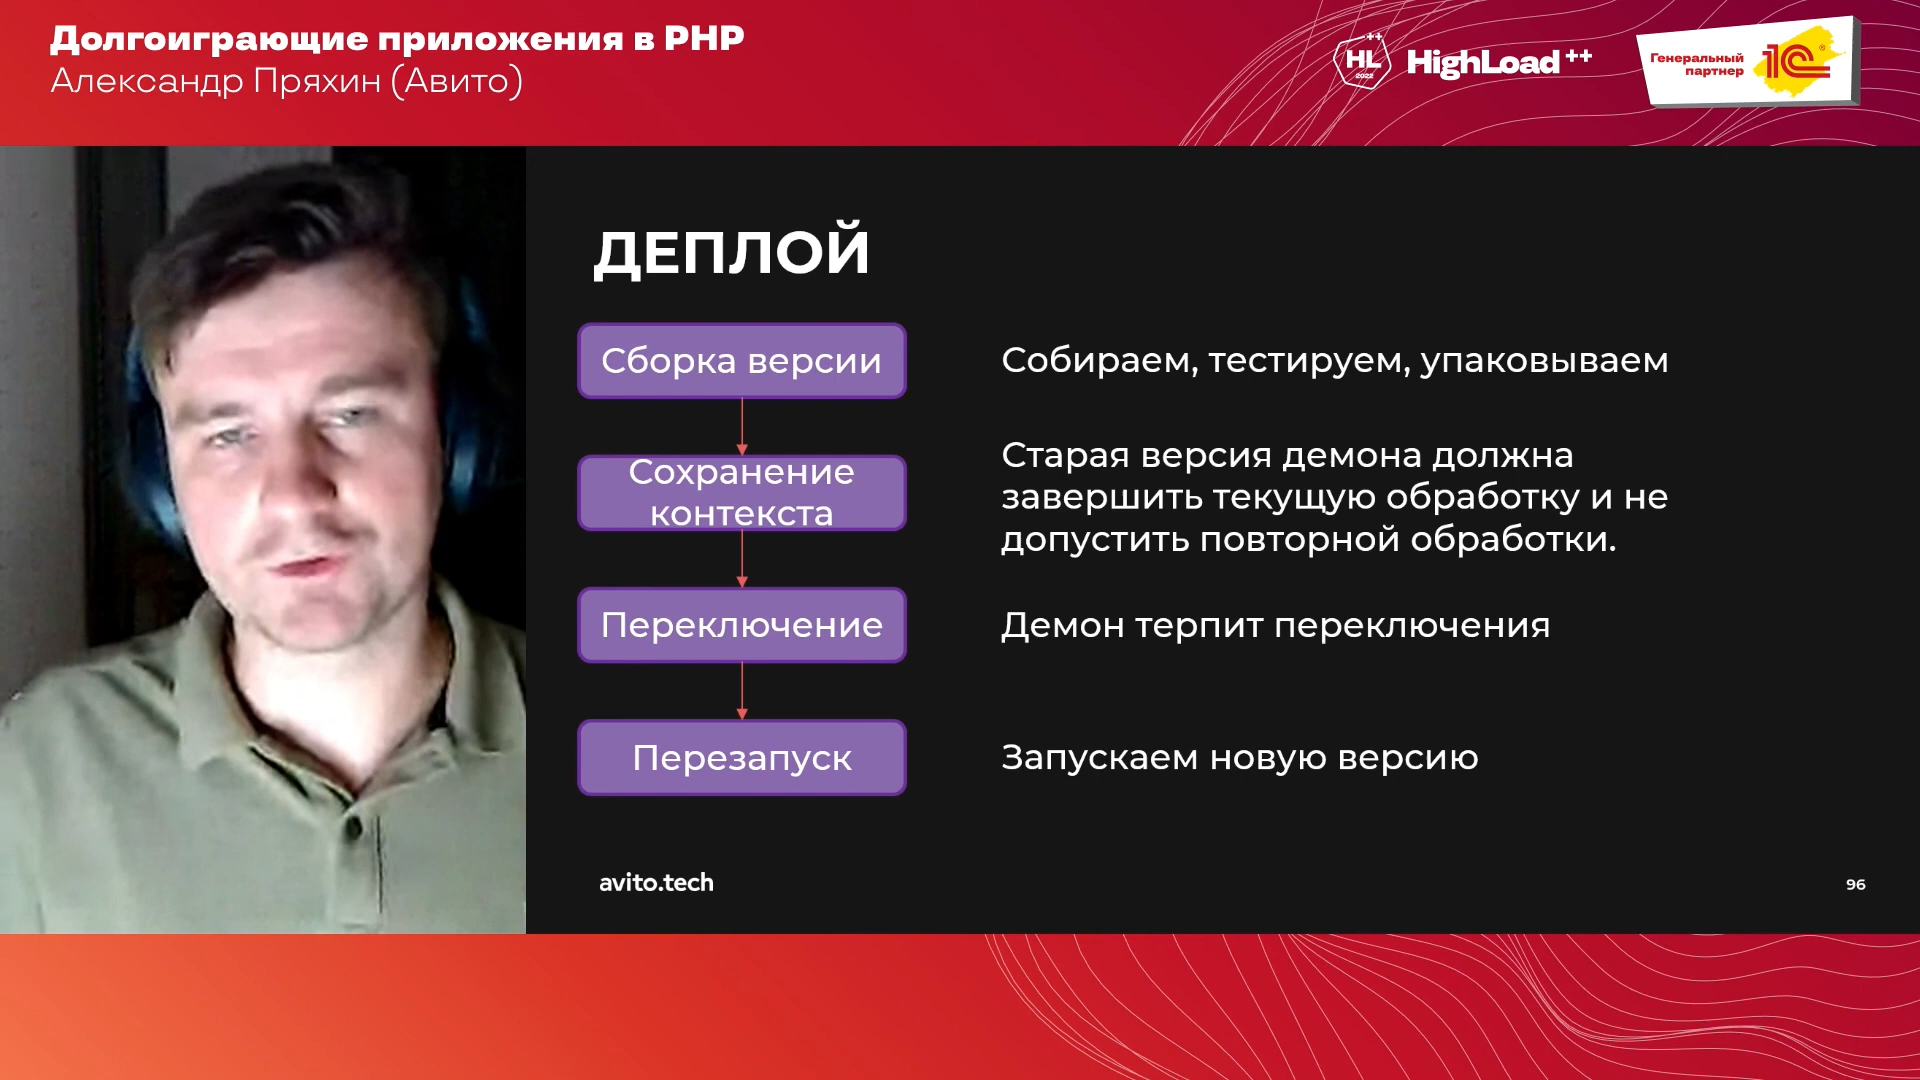 Долгоиграющие приложения в PHP
Александр Пряхин (Авито)
HL++
2022
HighLoad++
Генеральный
партнер
1С®
ДЕПЛОЙ
Сборка версии
Собираем, тестируем, упаковываем
Сохранение
контекста
Старая версия демона должна
завершить текущую обработку и не
допустить повторной обработки.
Переключение
Демон терпит переключения
Перезапуск
Запускаем новую версию
avito.tech
96